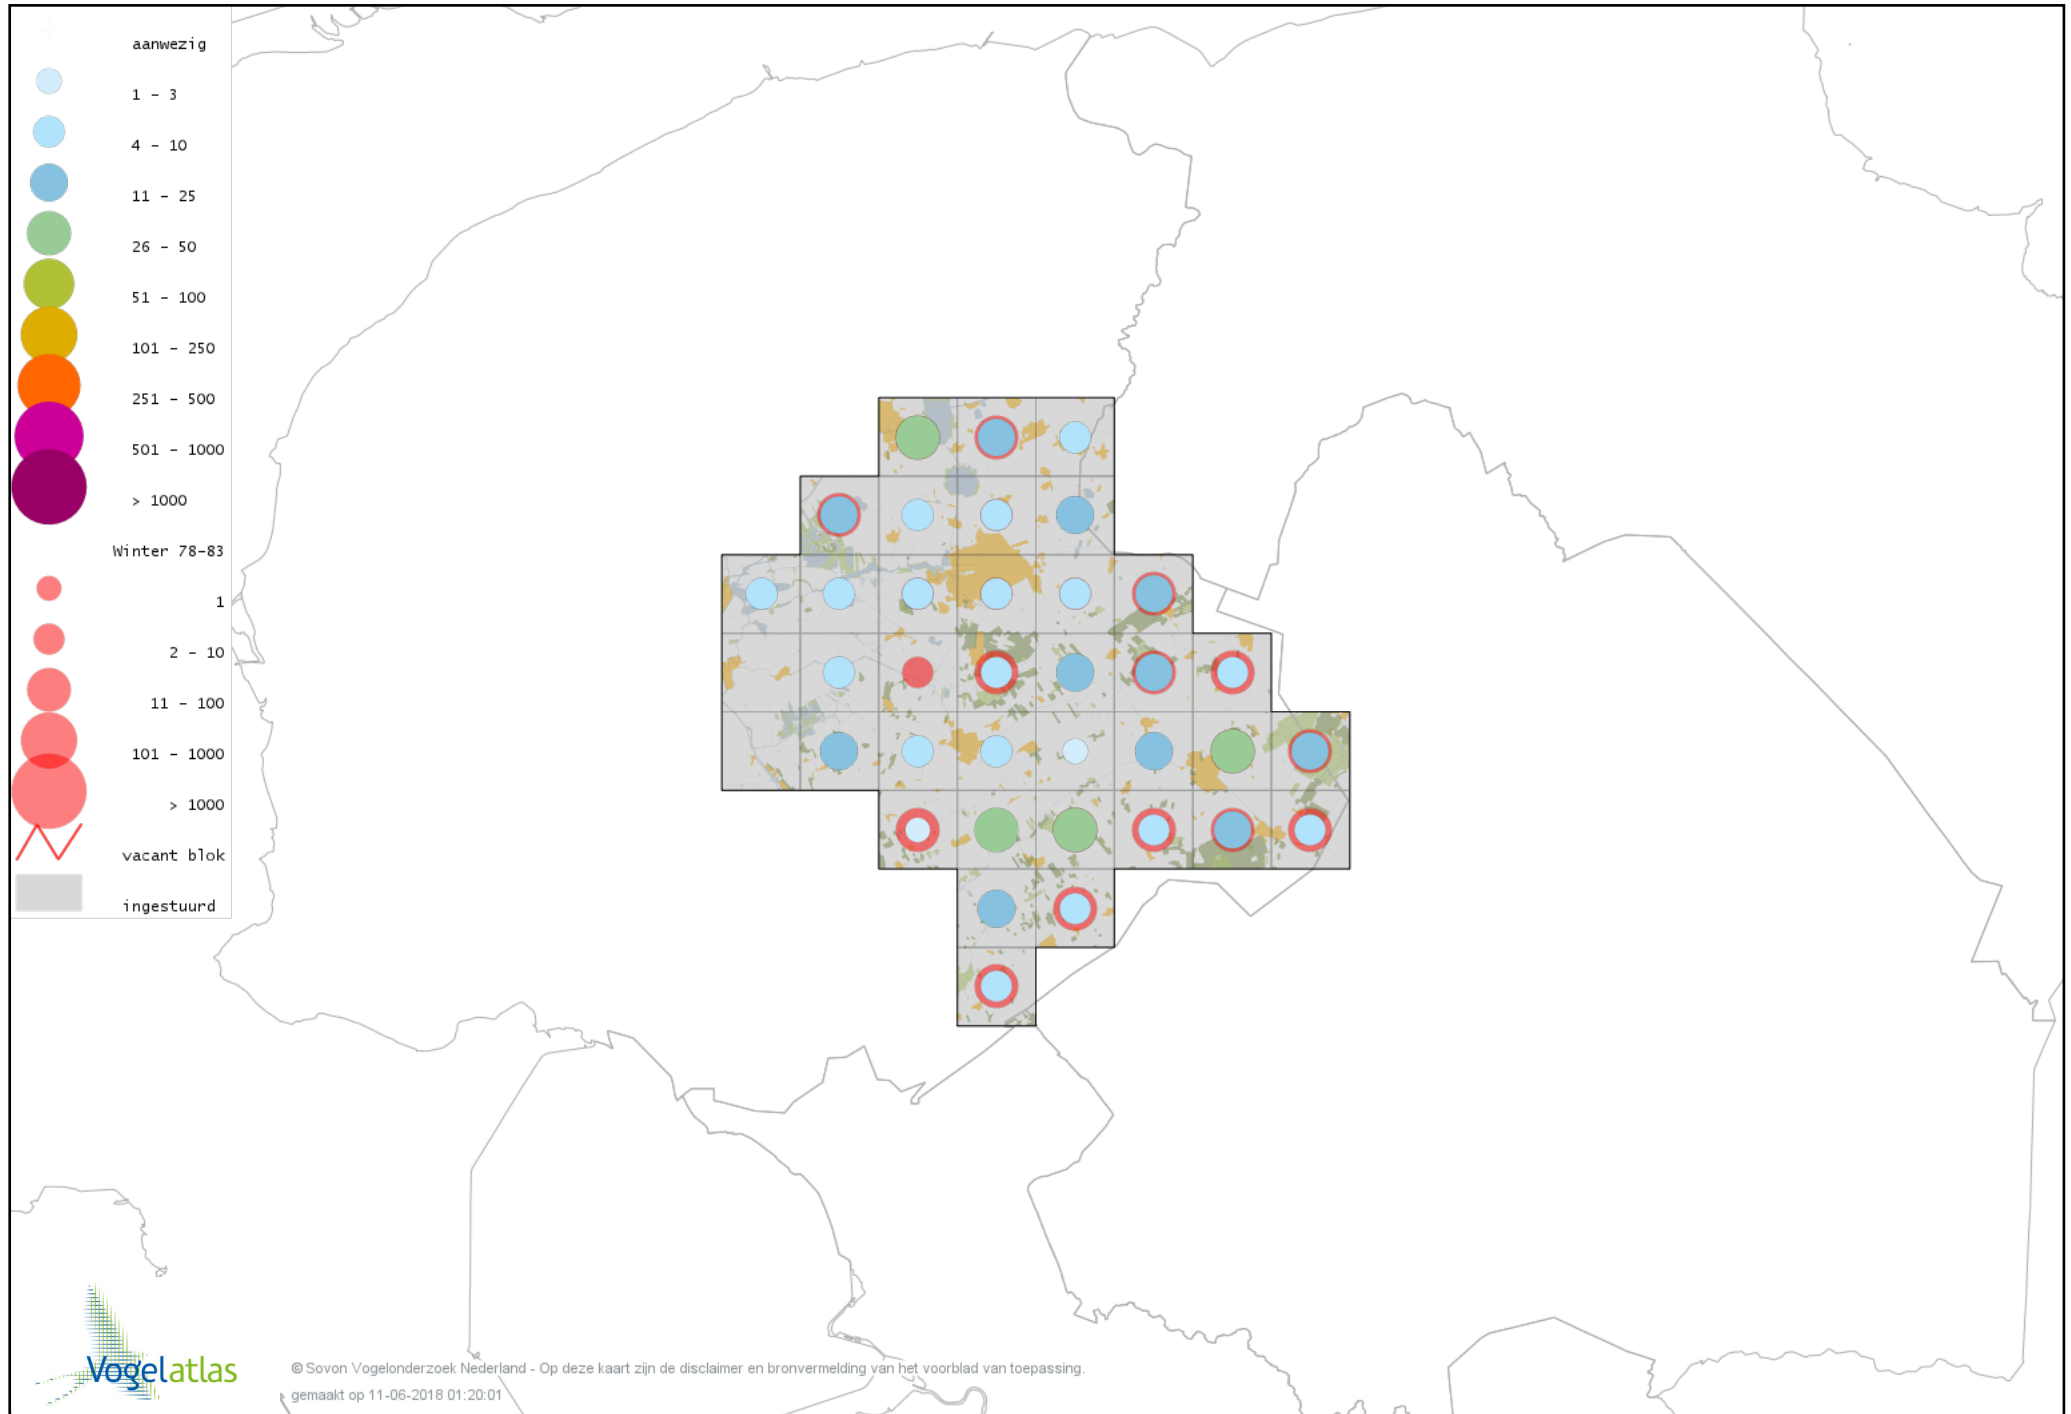 aanwezig
1 - 3
4 - 10
11 - 25
26 - 50
51 - 100
101 - 250
251 - 500
501 - 1000
> 1000
Winter 78-83
1
2 - 10
11 - 100
101 - 1000
> 1000
vacant blok
ingestuurd
Vogelatlas
© Sovon Vogelonderzoek Nederland - Op deze kaart zijn de disclaimer en bronvermelding van het voorblad van toepassing.
gemaakt op 11-06-2018 01:20:01